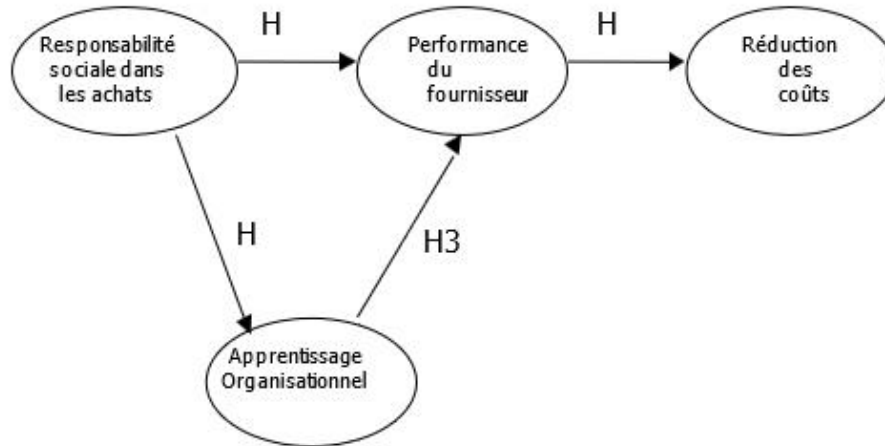 H
H
Responsabilité
sociale dans
les achats
Performance
du
fournisseur
Réduction
des
coûts
H
H3
Apprentissage
Organisationnel